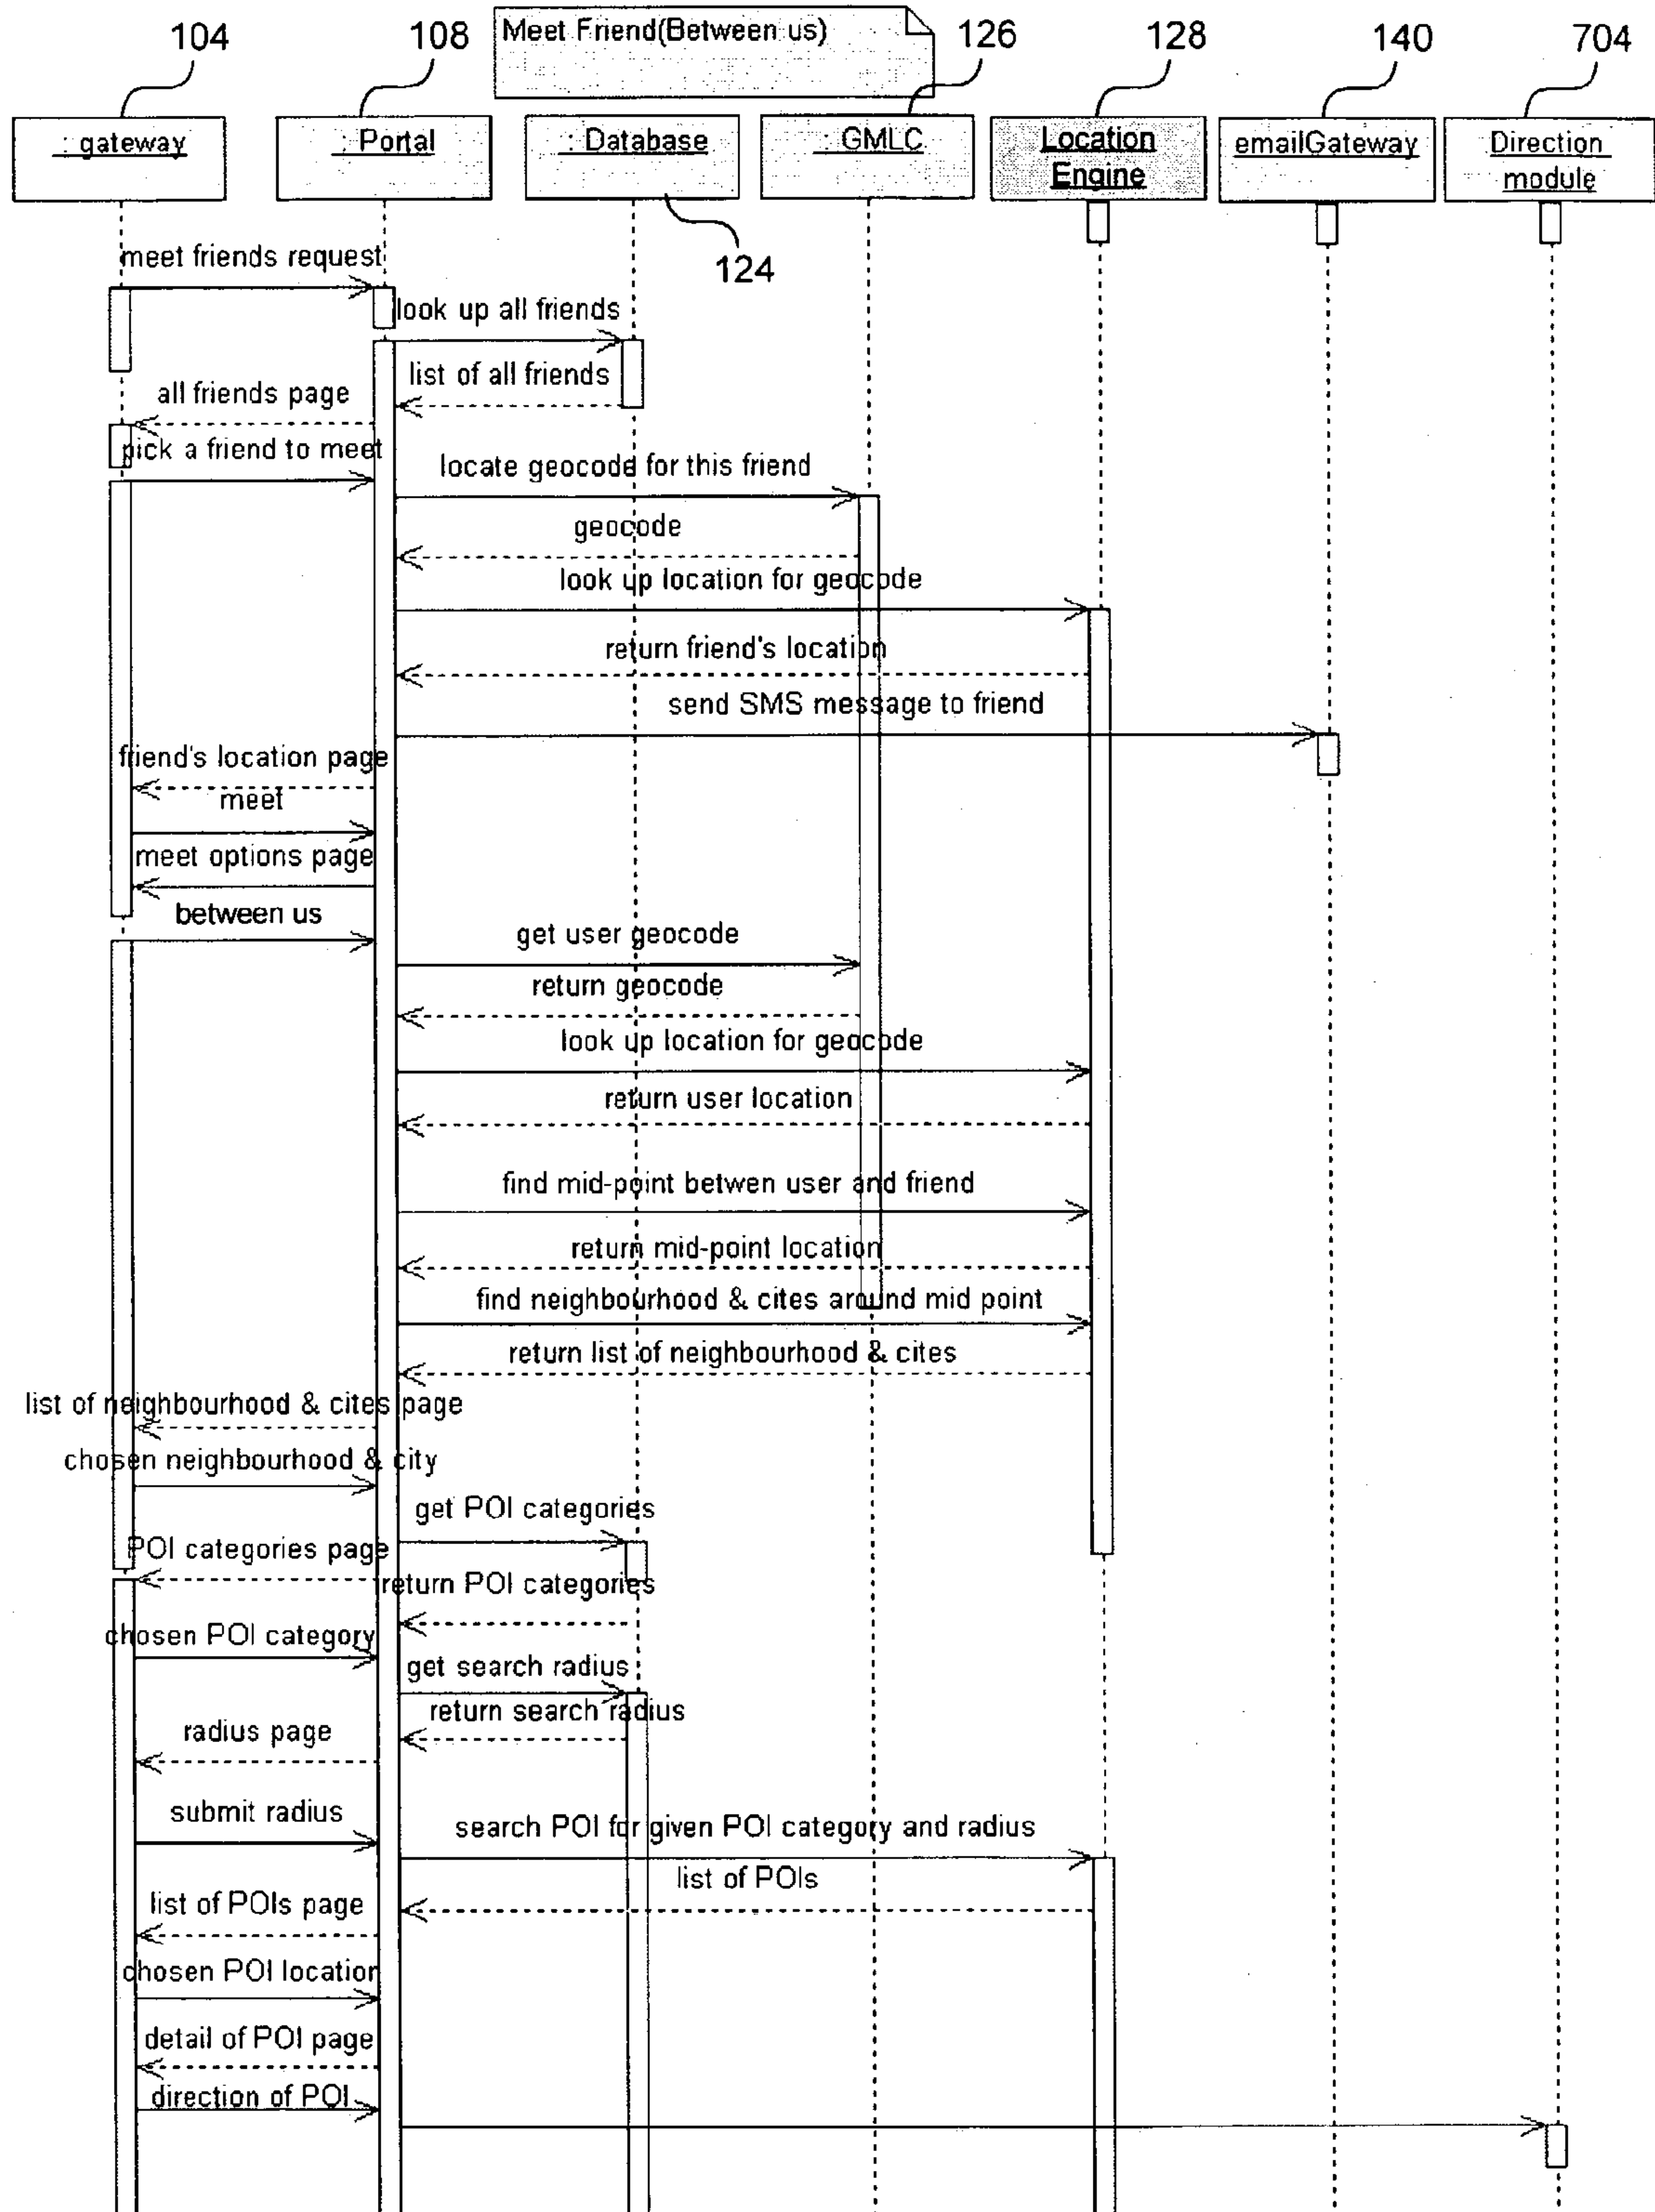 104
108
Meet Friend(Between us)
126
128
140
704
: gateway
: Portal
: Database
: GMLC
Location
Engine
emailGateway
Direction
module
124
meet friends request
look up all friends
list of all friends
all friends page
pick a friend to meet
locate geocode for this friend
geocode
look up location for geocode
return friend's location
send SMS message to friend
friend's location page
meet
meet options page
between us
get user geocode
return geocode
look up location for geocode
return user location
find mid-point betwen user and friend
return mid-point location
find neighbourhood & cites around mid point
return list of neighbourhood & cites
list of neighbourhood & cites page
chosen neighbourhood & city
get POI categories
POI categories page
return POI categories
chosen POI category
get search radius
return search radius
radius page
submit radius
search POI for given POI category and radius
list of POIs
list of POIs page
chosen POI location
detail of POI page
direction of POI